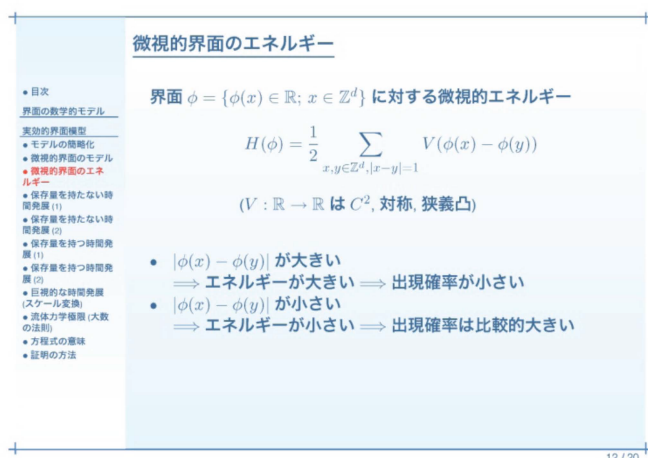 微視的界面のエネルギー
● 目次
界面の数学的モデル
実効的界面模型
● モデルの簡略化
● 微視的界面のモデル
● 微視的界面のエネ
ルギー
● 保存量を持たない時
間発展 (1)
● 保存量を持たない時
間発展 (2)
● 保存量を持つ時間発
展 (1)
● 保存量を持つ時間発
展 (2)
● 巨視的な時間発展
(スケール変換)
● 流体力学極限 (大数
の法則)
● 方程式の意味
● 証明の方法
界面 ϕ = {ϕ(x) ∈ ℝ; x ∈ ℤ^d} に対する微視的エネルギー
H(ϕ) = 1/2 ∑_{x,y∈ℤ^d,|x−y|=1} V(ϕ(x) − ϕ(y))
(V : ℝ → ℝ は C^2, 対称, 狭義凸)
• |ϕ(x) − ϕ(y)| が大きい
⟹ エネルギーが大きい ⟹ 出現確率が小さい
• |ϕ(x) − ϕ(y)| が小さい
⟹ エネルギーが小さい ⟹ 出現確率は比較的大きい